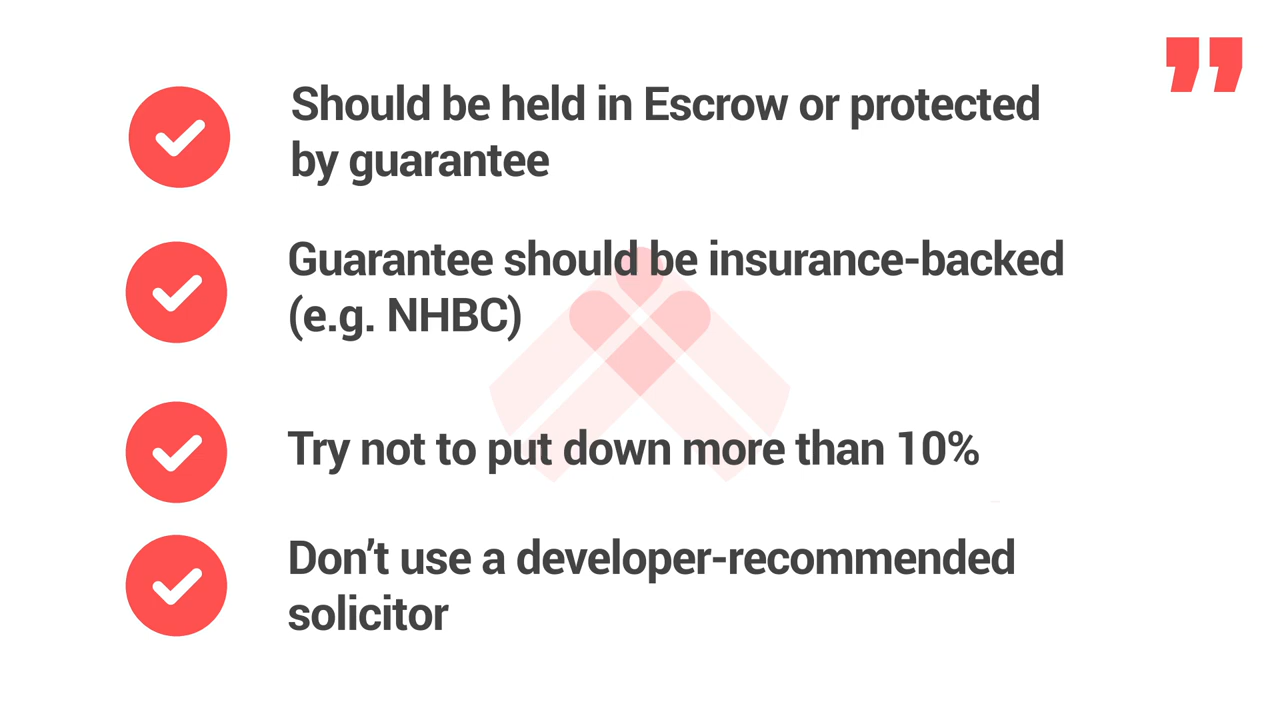 Should be held in Escrow or protected
by guarantee
Guarantee should be insurance-backed
(e.g. NHBC)
Try not to put down more than 10%
Don’t use a developer-recommended
solicitor